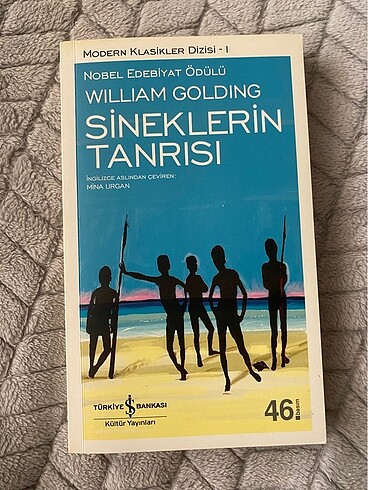 MODERN KLASİKLER DİZİSİ - I
NOBEL EDEBİYAT ÖDÜLÜ
WILLIAM GOLDING
SİNEKLERİN
TANRISI
İNGİLİZCE ASLINDAN ÇEVİREN:
MİNA URGAN
TÜRKİYE İŞ BANKASI
Kültür Yayınları
46
basım